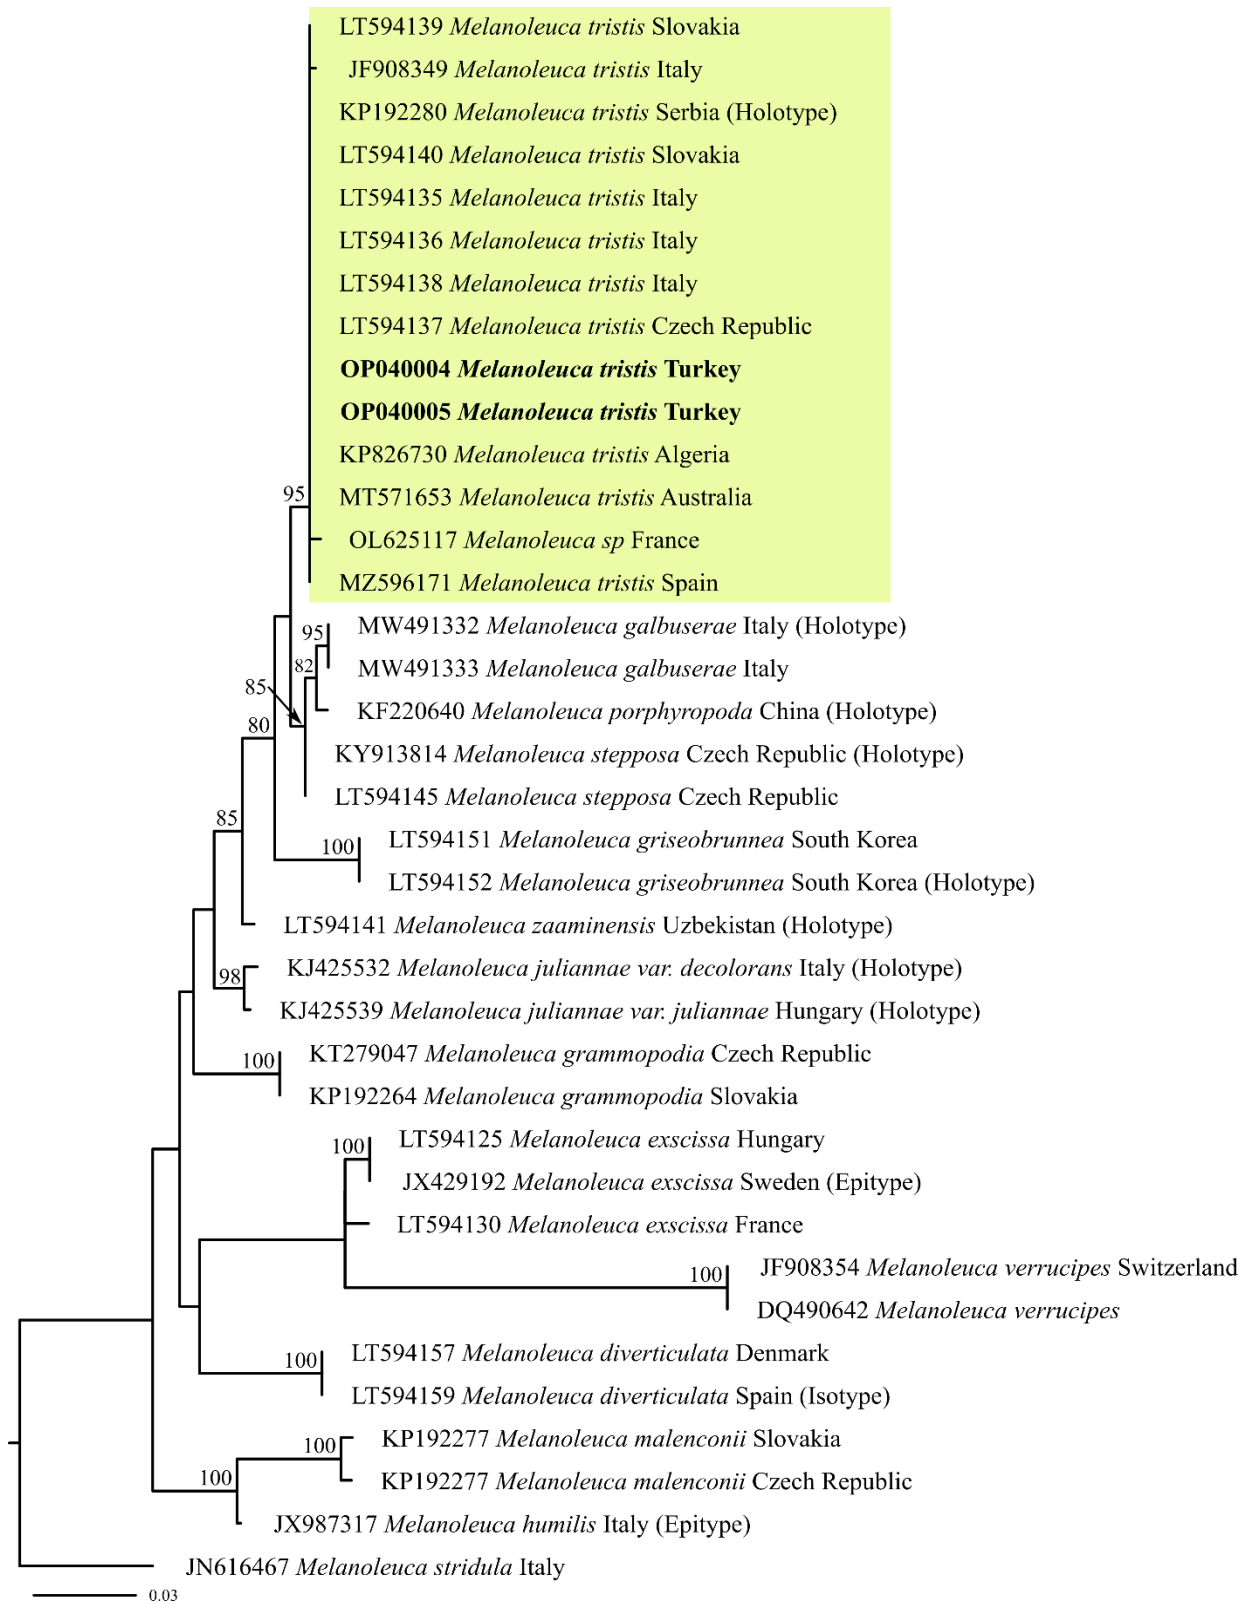 LT594139 Melanoleuca tristis Slovakia
JF908349 Melanoleuca tristis Italy
KP192280 Melanoleuca tristis Serbia (Holotype)
LT594140 Melanoleuca tristis Slovakia
LT594135 Melanoleuca tristis Italy
LT594136 Melanoleuca tristis Italy
LT594138 Melanoleuca tristis Italy
LT594137 Melanoleuca tristis Czech Republic
OP040004 Melanoleuca tristis Turkey
OP040005 Melanoleuca tristis Turkey
KP826730 Melanoleuca tristis Algeria
95
MT571653 Melanoleuca tristis Australia
OL625117 Melanoleuca sp France
MZ596171 Melanoleuca tristis Spain
95
MW491332 Melanoleuca galbuserae Italy (Holotype)
82
MW491333 Melanoleuca galbuserae Italy
85
KF220640 Melanoleuca porphyropoda China (Holotype)
80
KY913814 Melanoleuca stepposa Czech Republic (Holotype)
LT594145 Melanoleuca stepposa Czech Republic
85
LT594151 Melanoleuca griseobrunnea South Korea
100
LT594152 Melanoleuca griseobrunnea South Korea (Holotype)
LT594141 Melanoleuca zaaminensis Uzbekistan (Holotype)
98
KJ425532 Melanoleuca juliannae var. decolorans Italy (Holotype)
KJ425539 Melanoleuca juliannae var. juliannae Hungary (Holotype)
100
KT279047 Melanoleuca grammopodia Czech Republic
KP192264 Melanoleuca grammopodia Slovakia
100
LT594125 Melanoleuca exscissa Hungary
JX429192 Melanoleuca exscissa Sweden (Epitype)
LT594130 Melanoleuca exscissa France
100
JF908354 Melanoleuca verrucipes Switzerland
DQ490642 Melanoleuca verrucipes
100
LT594157 Melanoleuca diverticulata Denmark
LT594159 Melanoleuca diverticulata Spain (Isotype)
100
KP192277 Melanoleuca malenconii Slovakia
100
KP192277 Melanoleuca malenconii Czech Republic
JX987317 Melanoleuca humilis Italy (Epitype)
JN616467 Melanoleuca stridula Italy
0.03